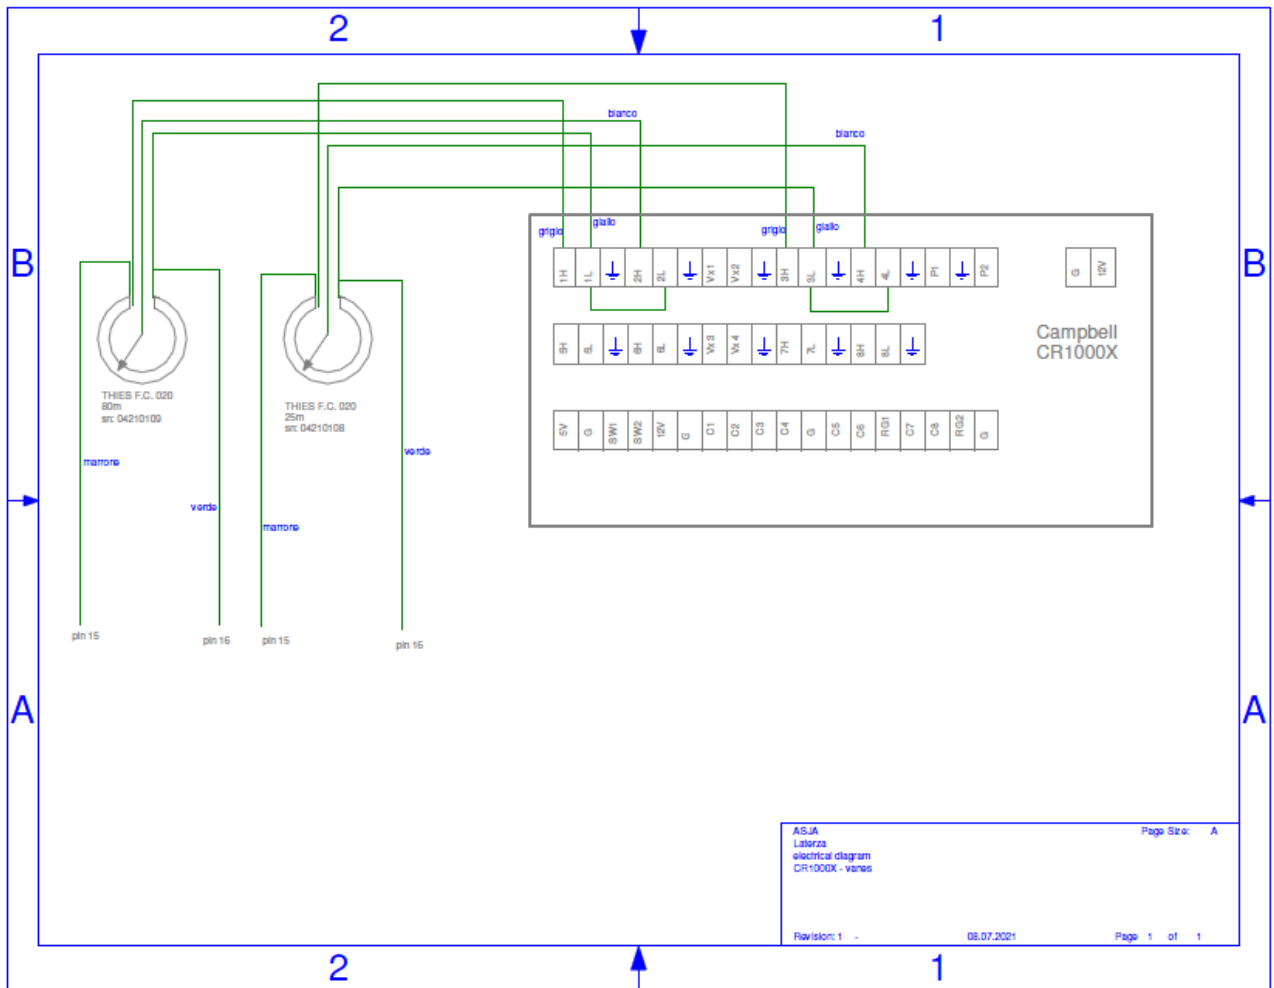 2 1
bianco
bianco
B B
grigio giallo grigio giallo
1H 1L 2H 2L Vx1 Vx2 3H 3L 4H 4L P1 P2 G 12V
5H 5L 6H 6L Vx3 Vx4 7H 7L 8H 8L
Campbell
CR1000X
THIES F.C. 020
80m
sn: 04210109
THIES F.C. 020
25m
sn: 04210108
5V G SW1 SW2 12V G C1 C2 C3 C4 G C5 C6 RG1 C7 C8 RG2 G
marrone
verde
verde
marrone
pin 15 pin 16 pin 15 pin 16
A A
ASJA Page Size: A
Laterza
electrical diagram
CR1000X - vanes
Revision: 1 - 08.07.2021 Page 1 of 1
2 1